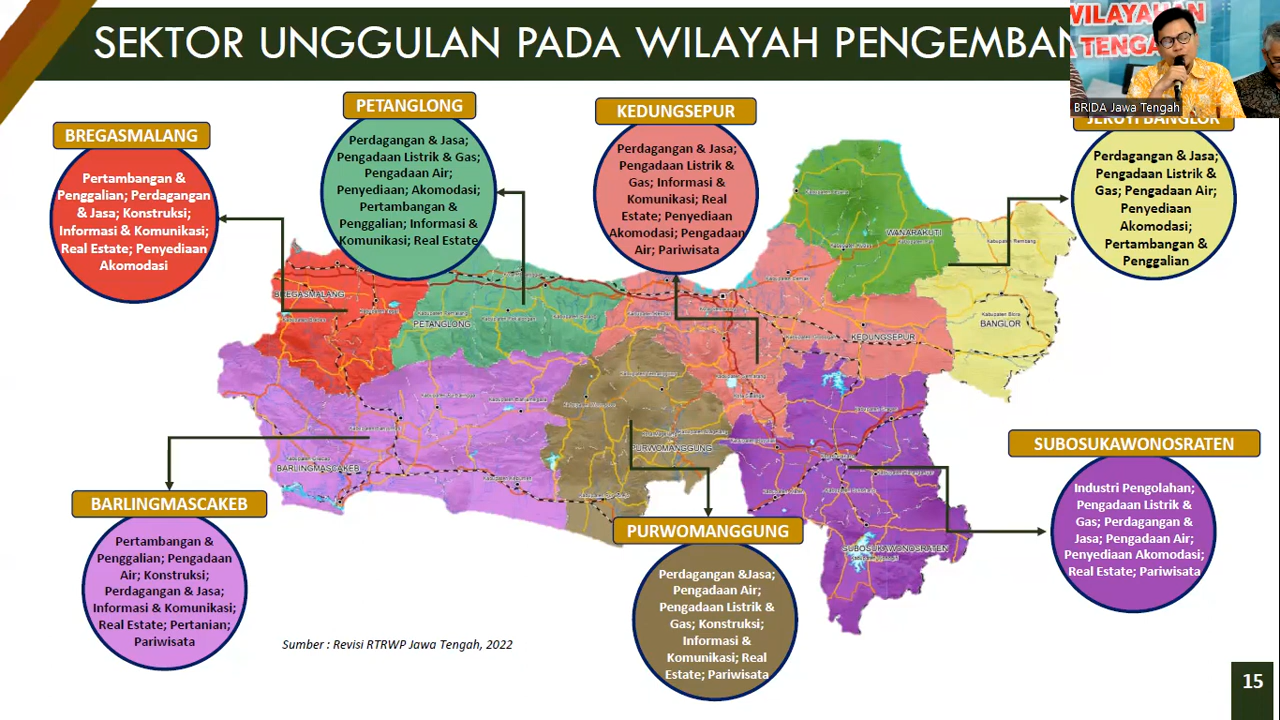 SEKTOR UNGGULAN PADA WILAYAH PENGEMBAN
WILAYAHAN
TENGA
BRIDA Jawa Tengah
BREGASMALANG
Pertambangan &
Penggalian; Perdagangan
& Jasa; Konstruksi;
Informasi & Komunikasi;
Real Estate; Penyediaan
Akomodasi
PETANGLONG
Perdagangan & Jasa;
Pengadaan Listrik & Gas;
Pengadaan Air;
Penyediaan; Akomodasi;
Pertambangan &
Penggalian; Informasi &
Komunikasi; Real Estate
KEDUNGSEPUR
Perdagangan & Jasa;
Pengadaan Listrik &
Gas; Informasi &
Komunikasi; Real
Estate; Penyediaan
Akomodasi; Pengadaan
Air; Pariwisata
BANGLOR
Perdagangan & Jasa;
Pengadaan Listrik &
Gas; Pengadaan Air;
Penyediaan
Akomodasi;
Pertambangan &
Penggalian
WANARAKUTI
BREGASMALANG
PETANGLONG
KEDUNGSEPUR
BANGLOR
PURWOMANGGUNG
BARLINGMASCAKEB
SUBOSUKAWONOSRATEN
BARLINGMASCAKEB
Pertambangan &
Penggalian; Pengadaan
Air; Konstruksi;
Perdagangan & Jasa;
Informasi & Komunikasi;
Real Estate; Pertanian;
Pariwisata
PURWOMANGGUNG
Perdagangan &Jasa;
Pengadaan Air;
Pengadaan Listrik &
Gas; Konstruksi;
Informasi &
Komunikasi; Real
Estate; Pariwisata
SUBOSUKAWONOSRATEN
Industri Pengolahan;
Pengadaan Listrik &
Gas; Perdagangan &
Jasa; Pengadaan Air;
Penyediaan Akomodasi;
Real Estate; Pariwisata
Sumber : Revisi RTRWP Jawa Tengah, 2022
15